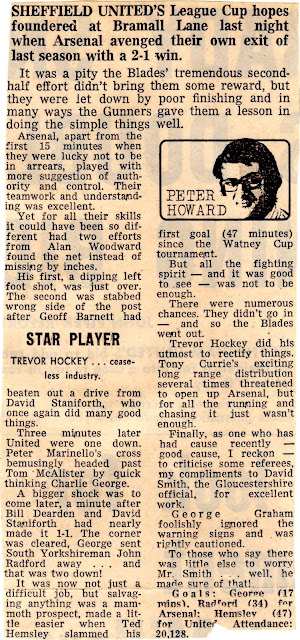 SHEFFIELD UNITED'S League Cup hopes
foundered at Bramall Lane last night
when Arsenal avenged their own exit of
last season with a 2-1 win.
It was a pity the Blades' tremendous second-
half effort didn't bring them some reward, but
they were let down by poor finishing and in
many ways the Gunners gave them a lesson in
doing the simple things well.
Arsenal, apart from the
first 15 minutes when
they were lucky not to be
in arrears, played with
more suggestion of auth-
ority and control. Their
teamwork and understand-
ing was excellent.
Yet for all their skills
it could have been so dif-
ferent had two efforts
from Alan Woodward
found the net instead of
missing by inches.
His first, a dipping left
foot shot, was just over.
The second was stabbed
wrong side of the post
after Geoff Barnett had
STAR PLAYER
TREVOR HOCKEY . . . cease-
less industry.
beaten out a drive from
David Staniforth, who
once again did many good
things.
Three minutes later
United were one down.
Peter Marinello's cross
bemusingly headed past
Tom McAlister by quick
thinking Charlie George.
A bigger shock was to
come later, a minute after
Bill Dearden and David
Staniforth had nearly
made it 1-1. The corner
was cleared, George sent
South Yorkshireman John
Radford away . . . and
that was two down!
It was now not just a
difficult job, but salvag-
ing anything was a mam-
moth prospect, made a lit-
tle easier when Ted
Hemsley slammed his
PETER
HOWARD
first goal (47 minutes)
since the Watney Cup
tournament.
But all the fighting
spirit — and it was good
to see — was not to be
enough.
There were numerous
chances. They didn't go in
— and so the Blades
went out.
Trevor Hockey did his
utmost to rectify things.
Tony Currie's exciting
long range distribution
several times threatened
to open up Arsenal, but
for all the running and
chasing it just wasn't
enough.
Finally, as one who has
had cause recently —
good cause, I reckon —
to criticise some referees,
my compliments to David
Smith, the Gloucestershire
official, for excellent
work.
George Graham
foolishly ignored the
warning signs and was
rightly cautioned.
To those who say there
was little else to worry
Mr. Smith . . . well, he
made sure of that!
Goals: George (17
mins), Radford (34) for
Arsenal; Hemsley (47)
for United. Attendance:
20,128.